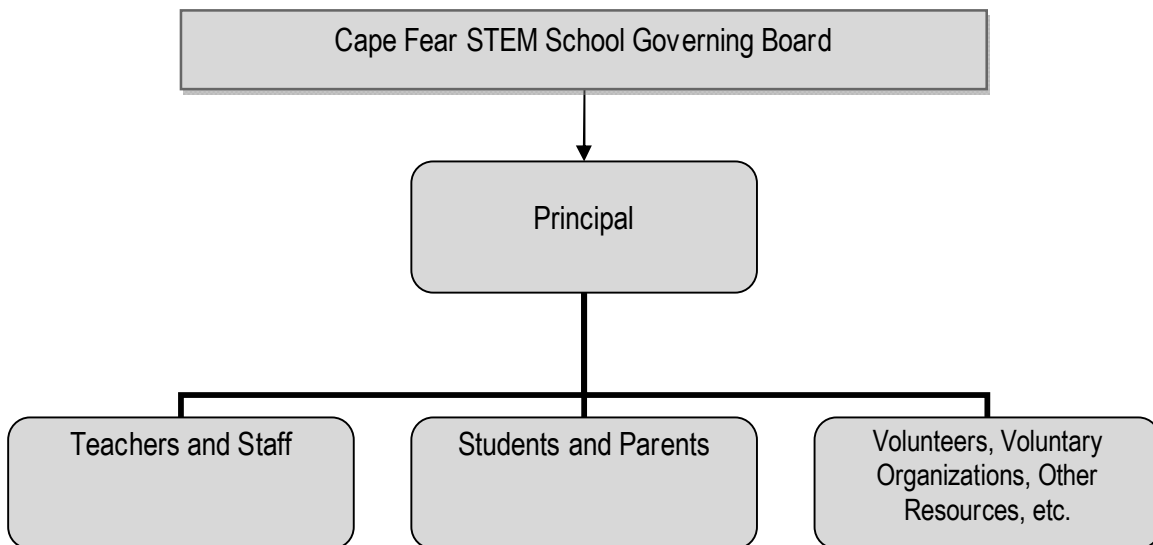 Cape Fear STEM School Governing Board
Principal
Teachers and Staff
Students and Parents
Volunteers, Voluntary
Organizations, Other
Resources, etc.